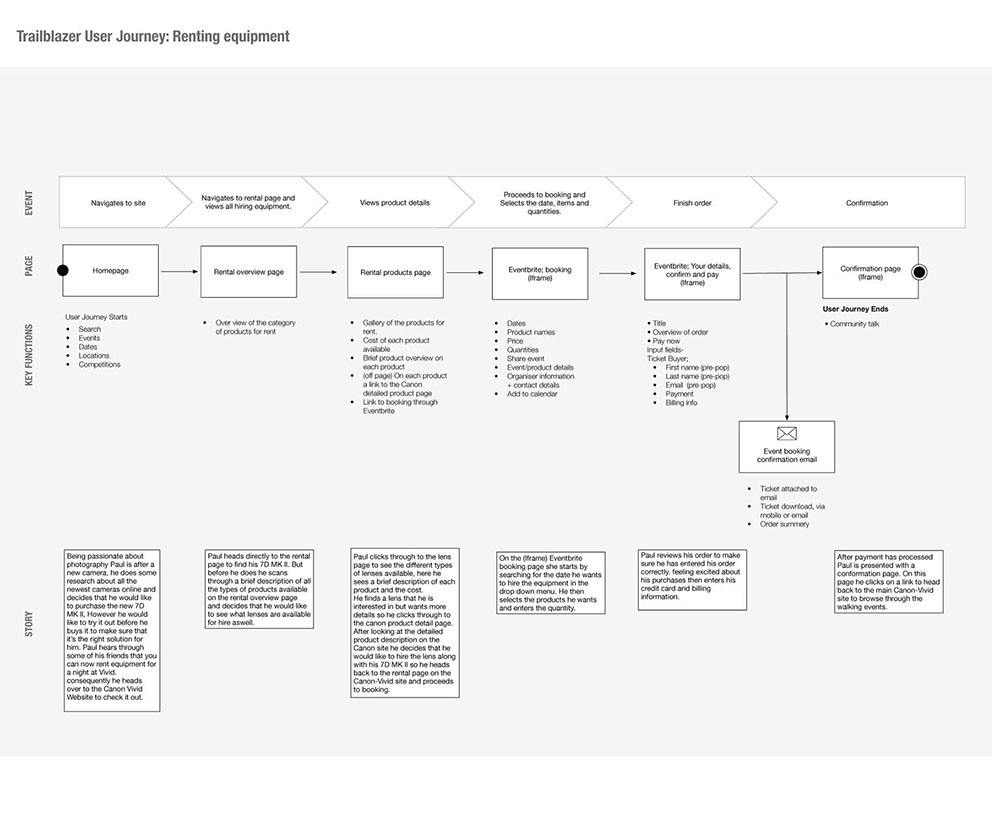 Trailblazer User Journey: Renting equipment
EVENT
Navigates to site
Navigates to rental page and
views all hiring equipment.
Views product details
Proceeds to booking and
Selects the date, items and
quantities.
Finish order
Confirmation
PAGE
Homepage
Rental overview page
Rental products page
Eventbrite; booking
(Iframe)
Eventbrite; Your details,
confirm and pay
(Iframe)
Confirmation page
(Iframe)
KEY FUNCTIONS
User Journey Starts
• Search
• Events
• Dates
• Locations
• Competitions
• Over view of the category
of products for rent
• Gallery of the products for
rent.
• Cost of each product
available
• Brief product overview on
each product
• (off page) On each product
a link to the Canon
detailed product page
• Link to booking through
Eventbrite
• Dates
• Product names
• Price
• Quantities
• Share event
• Event/product details
• Organiser information
+ contact details
• Add to calendar
• Title
• Overview of order
• Pay now
Input fields-
Ticket Buyer;
• First name (pre-pop)
• Last name (pre-pop)
• Email (pre-pop)
• Payment
• Billing info
User Journey Ends
• Community talk
Event booking
confirmation email
• Ticket attached to
email
• Ticket download, via
mobile or email
• Order summery
STORY
Being passionate about
photography Paul is after a
new camera, he does some
research about all the
newest cameras online and
decides that he would like
to purchase the new 7D
MK II, However he would
like to try it out before he
buys it to make sure that
it's the right solution for
him. Paul hears through
some of his friends that you
can now rent equipment for
a night at Vivid.
consequently he heads
over to the Canon Vivid
Website to check it out.
Paul heads directly to the rental
page to find his 7D MK II. But
before he does he scans
through a brief description of all
the types of products available
on the rental overview page
and decides that he would like
to see what lenses are available
for hire aswell.
Paul clicks through to the lens
page to see the different types
of lenses available, here he
sees a brief description of each
product and the cost.
He finds a lens that he is
interested in but wants more
details so he clicks through to
the canon product detail page.
After looking at the detailed
product description on the
Canon site he decides that he
would like to hire the lens along
with his 7D MK II so he heads
back to the rental page on the
Canon-Vivid site and proceeds
to booking.
On the (Iframe) Eventbrite
booking page she starts by
searching for the date he wants
to hire the equipment in the
drop down menu. He then
selects the products he wants
and enters the quantity.
Paul reviews his order to make
sure he has entered his order
correctly, feeling excited about
his purchases then enters his
credit card and billing
information.
After payment has processed
Paul is presented with a
conformation page. On this
page he clicks on a link to head
back to the main Canon-Vivid
site to browse through the
walking events.